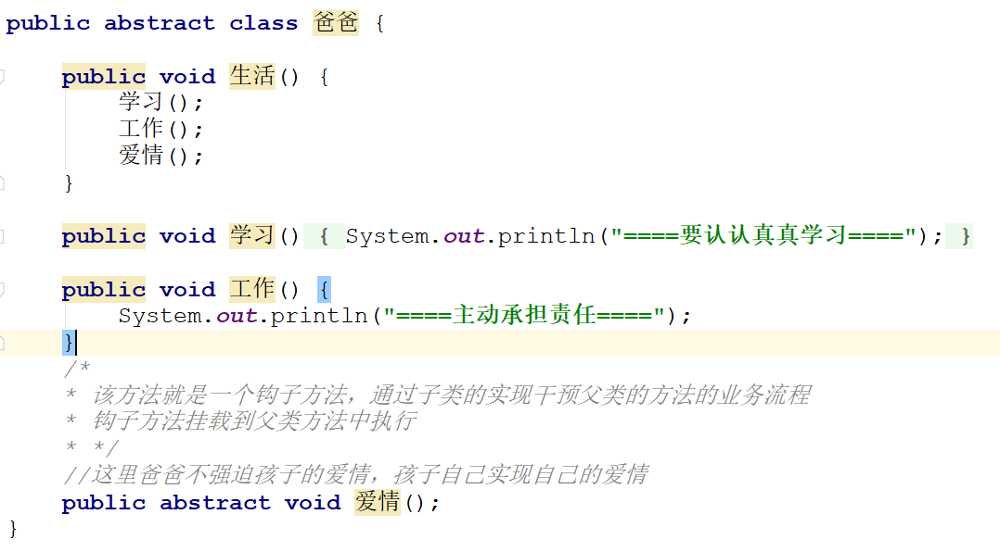 public abstract class 爸爸 {
public void 生活() {
学习();
工作();
爱情();
}
public void 学习() { System.out.println("====要认认真真学习===="); }
public void 工作() {
System.out.println("====主动承担责任====");
}
/*
* 该方法就是一个钩子方法，通过子类的实现干预父类的方法的业务流程
* 钩子方法挂载到父类方法中执行
* */
//这里爸爸不强迫孩子的爱情，孩子自己实现自己的爱情
public abstract void 爱情();
}